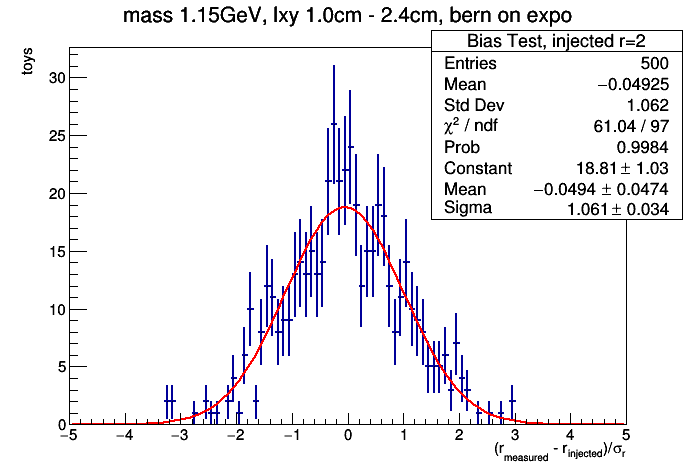 mass 1.15GeV, lxy 1.0cm - 2.4cm, bern on expo
Bias Test, injected r=2
Entries 500
Mean −0.04925
Std Dev 1.062
χ² / ndf 61.04 / 97
Prob 0.9984
Constant 18.81 ± 1.03
Mean −0.0494 ± 0.0474
Sigma 1.061 ± 0.034
toys
30
25
20
15
10
5
0
−5 −4 −3 −2 −1 0 1 2 3 4 5
(r_measured - r_injected)/σ_r